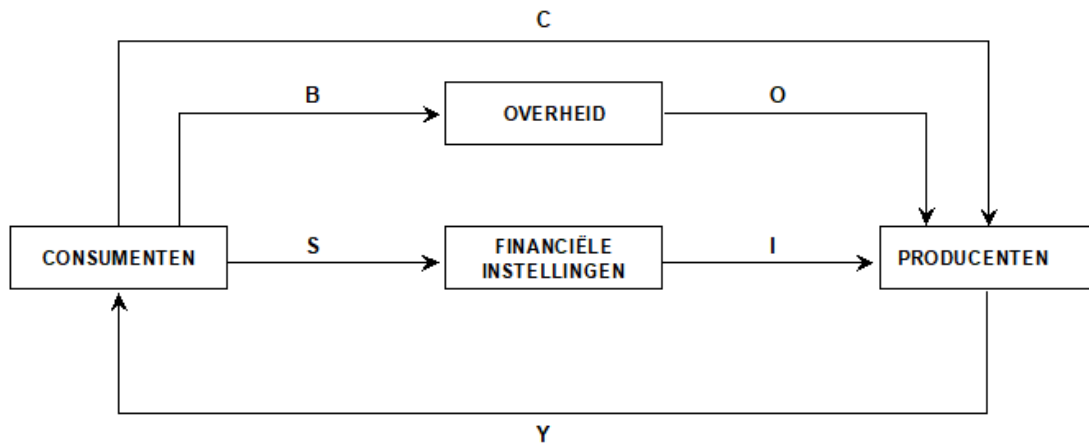 C
B
OVERHEID
O
CONSUMENTEN
S
FINANCIËLE
INSTELLINGEN
I
PRODUCENTEN
Y